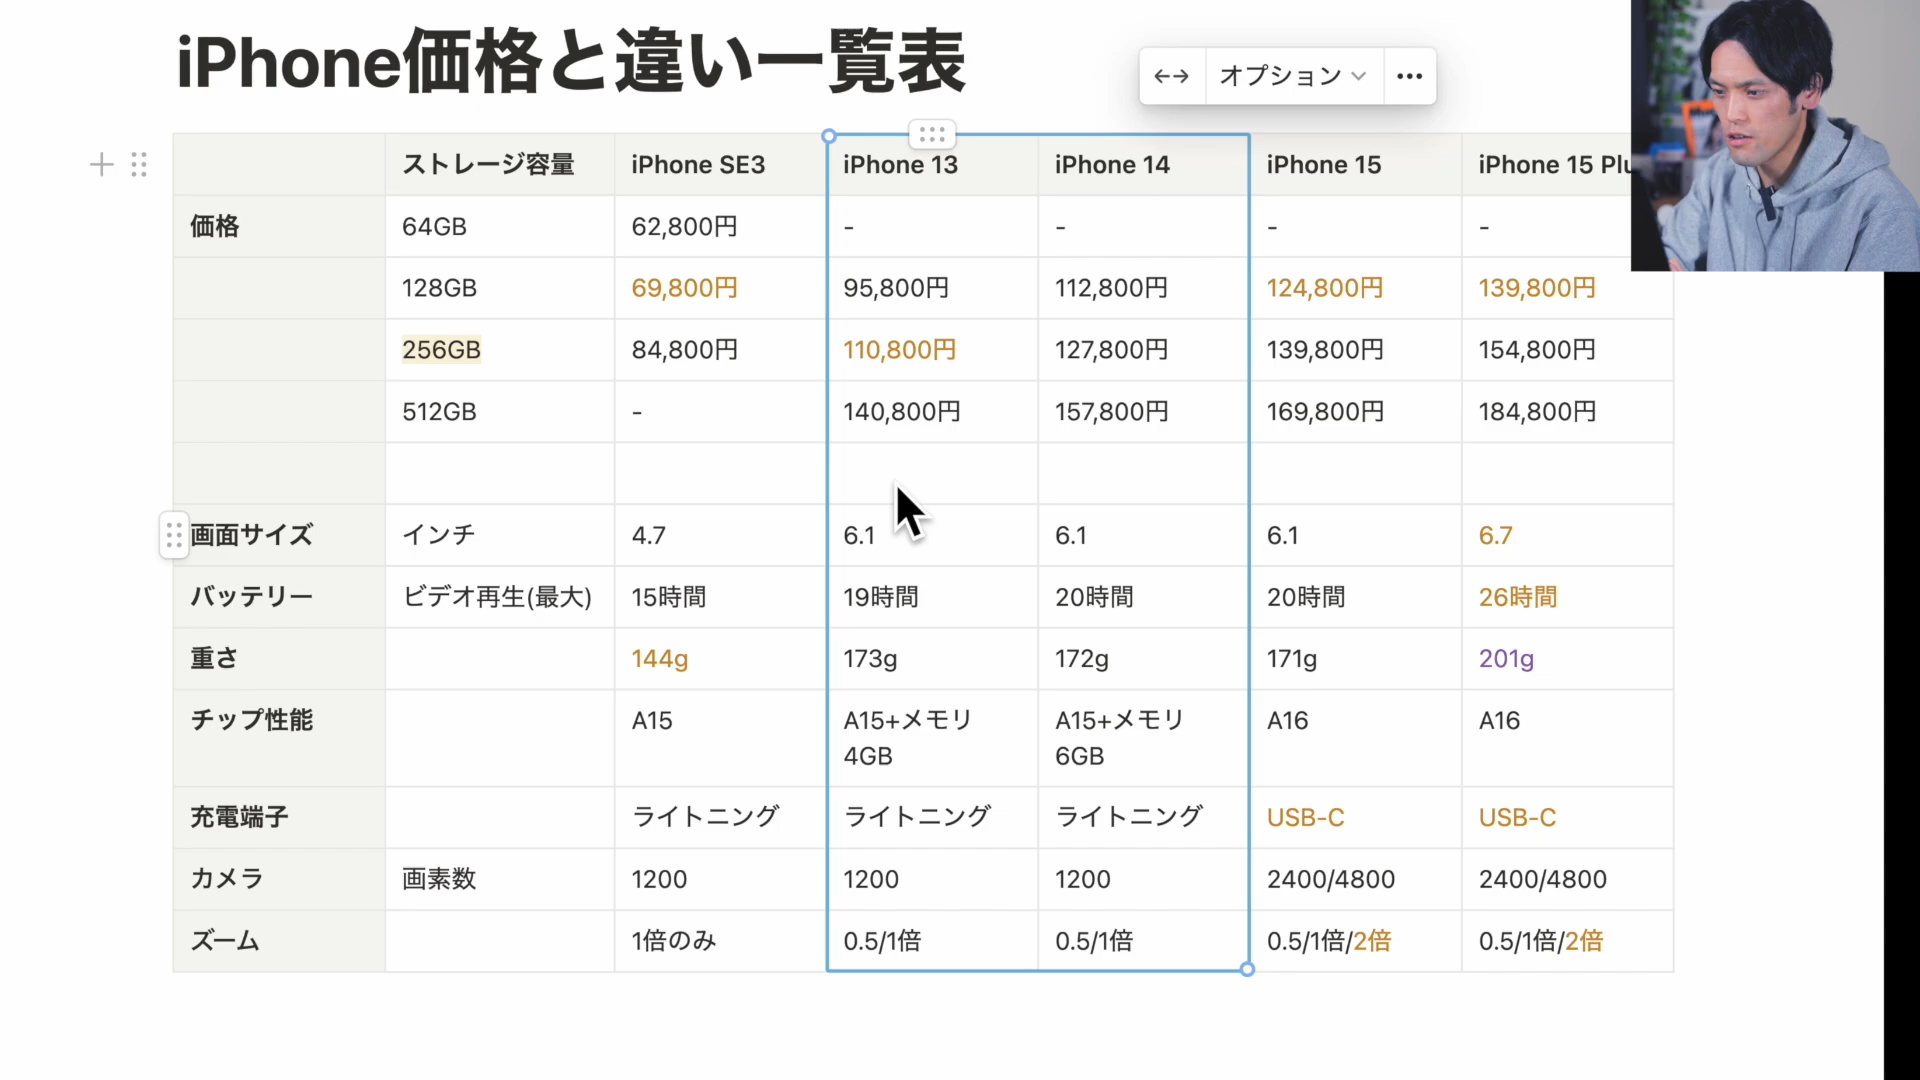 iPhone価格と違い一覧表
オプション
ストレージ容量 iPhone SE3 iPhone 13 iPhone 14 iPhone 15 iPhone 15 Plu
価格 64GB 62,800円 - - - -
128GB 69,800円 95,800円 112,800円 124,800円 139,800円
256GB 84,800円 110,800円 127,800円 139,800円 154,800円
512GB - 140,800円 157,800円 169,800円 184,800円
画面サイズ インチ 4.7 6.1 6.1 6.1 6.7
バッテリー ビデオ再生(最大) 15時間 19時間 20時間 20時間 26時間
重さ 144g 173g 172g 171g 201g
チップ性能 A15 A15+メモリ4GB A15+メモリ6GB A16 A16
充電端子 ライトニング ライトニング ライトニング USB-C USB-C
カメラ 画素数 1200 1200 1200 2400/4800 2400/4800
ズーム 1倍のみ 0.5/1倍 0.5/1倍 0.5/1倍/2倍 0.5/1倍/2倍